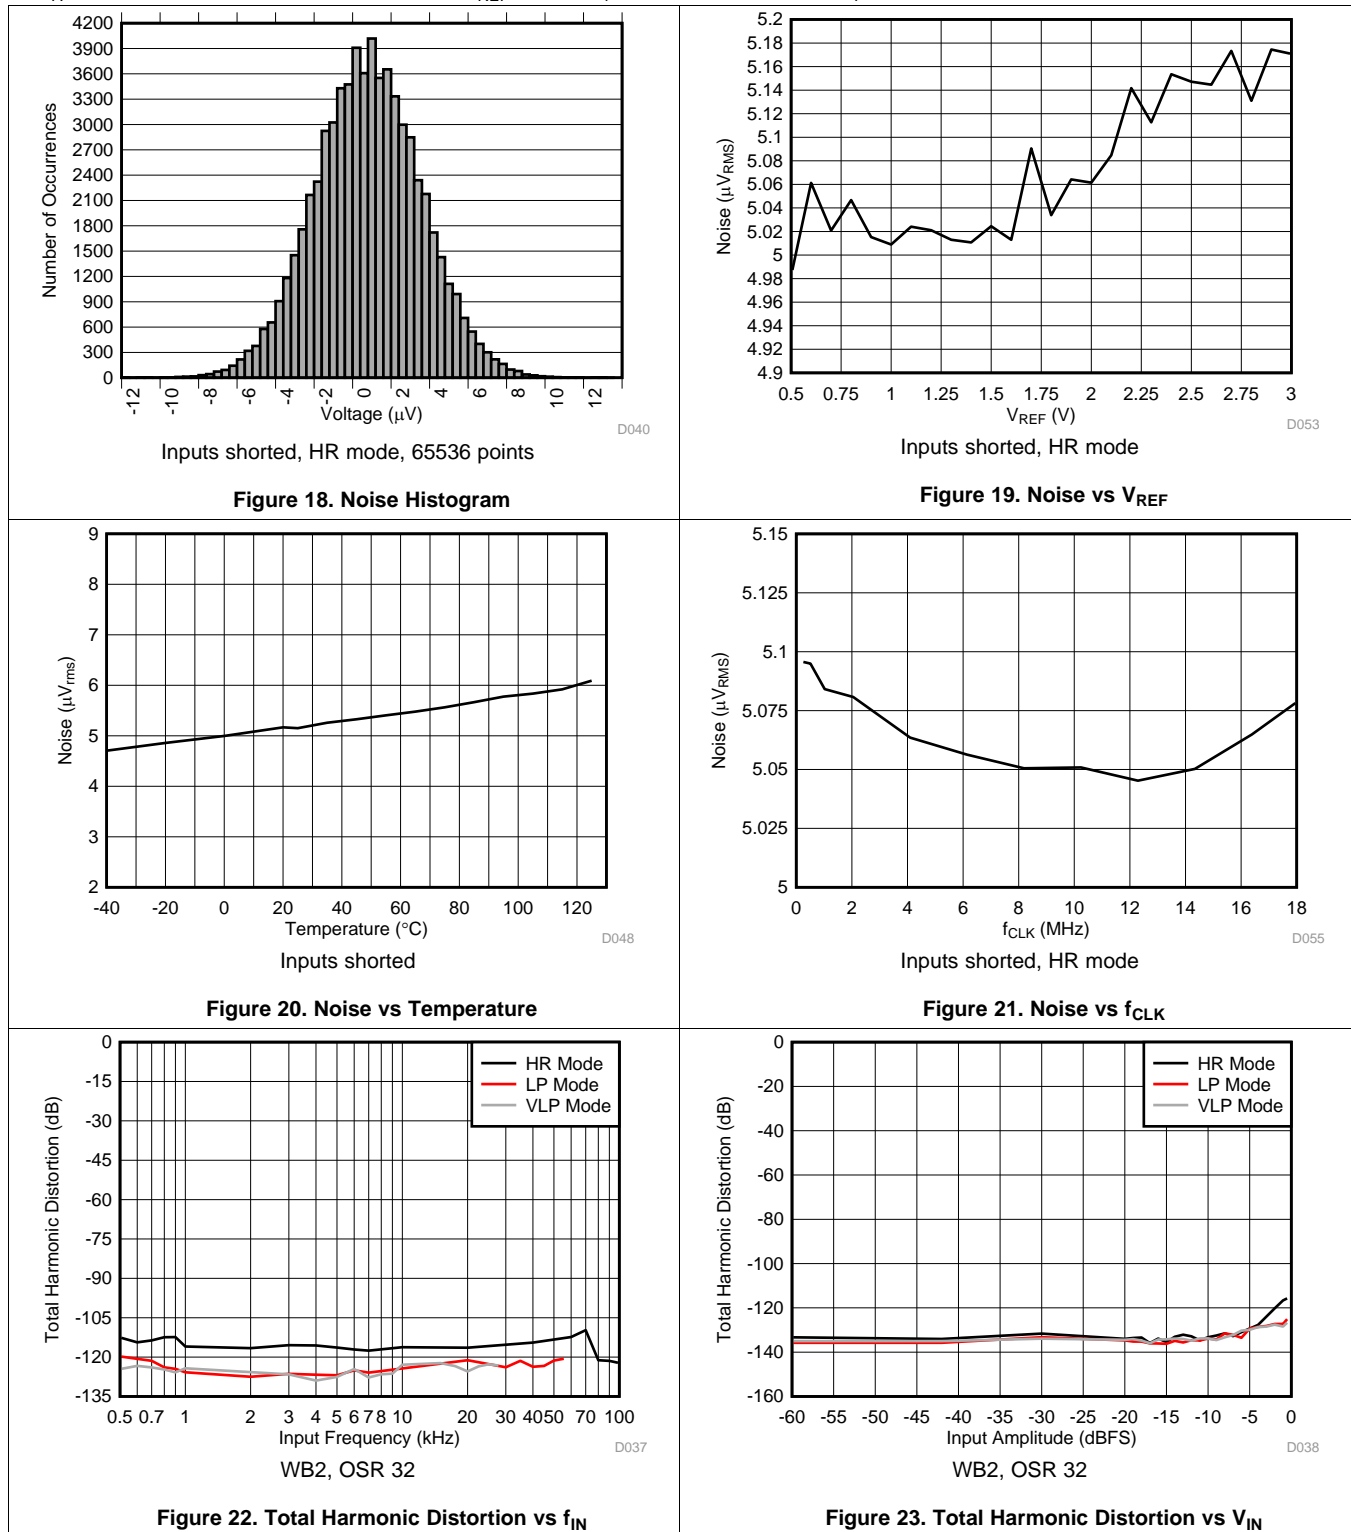 4200
3900
3600
3300
3000
2700
2400
2100
1800
1500
1200
900
600
300
0
Number of Occurrences
-12
-10
-8
-6
-4
-2
0
2
4
6
8
10
12
Voltage (µV)
D040
Inputs shorted, HR mode, 65536 points
Figure 18. Noise Histogram
5.2
5.18
5.16
5.14
5.12
5.1
5.08
5.06
5.04
5.02
5
4.98
4.96
4.94
4.92
4.9
Noise (µVRMS)
0.5 0.75 1 1.25 1.5 1.75 2 2.25 2.5 2.75 3
VREF (V)
D053
Inputs shorted, HR mode
Figure 19. Noise vs VREF
9
8
7
6
5
4
3
2
Noise (µVrms)
-40 -20 0 20 40 60 80 100 120
Temperature (°C)
D048
Inputs shorted
Figure 20. Noise vs Temperature
5.15
5.125
5.1
5.075
5.05
5.025
5
Noise (µVRMS)
0 2 4 6 8 10 12 14 16 18
fCLK (MHz)
D055
Inputs shorted, HR mode
Figure 21. Noise vs fCLK
0
-15
-30
-45
-60
-75
-90
-105
-120
-135
Total Harmonic Distortion (dB)
HR Mode
LP Mode
VLP Mode
0.5 0.7 1 2 3 4 5 6 7 8 10 20 30 40 50 70 100
Input Frequency (kHz)
D037
WB2, OSR 32
Figure 22. Total Harmonic Distortion vs fIN
0
-20
-40
-60
-80
-100
-120
-140
-160
Total Harmonic Distortion (dB)
HR Mode
LP Mode
VLP Mode
-60 -55 -50 -45 -40 -35 -30 -25 -20 -15 -10 -5 0
Input Amplitude (dBFS)
D038
WB2, OSR 32
Figure 23. Total Harmonic Distortion vs VIN